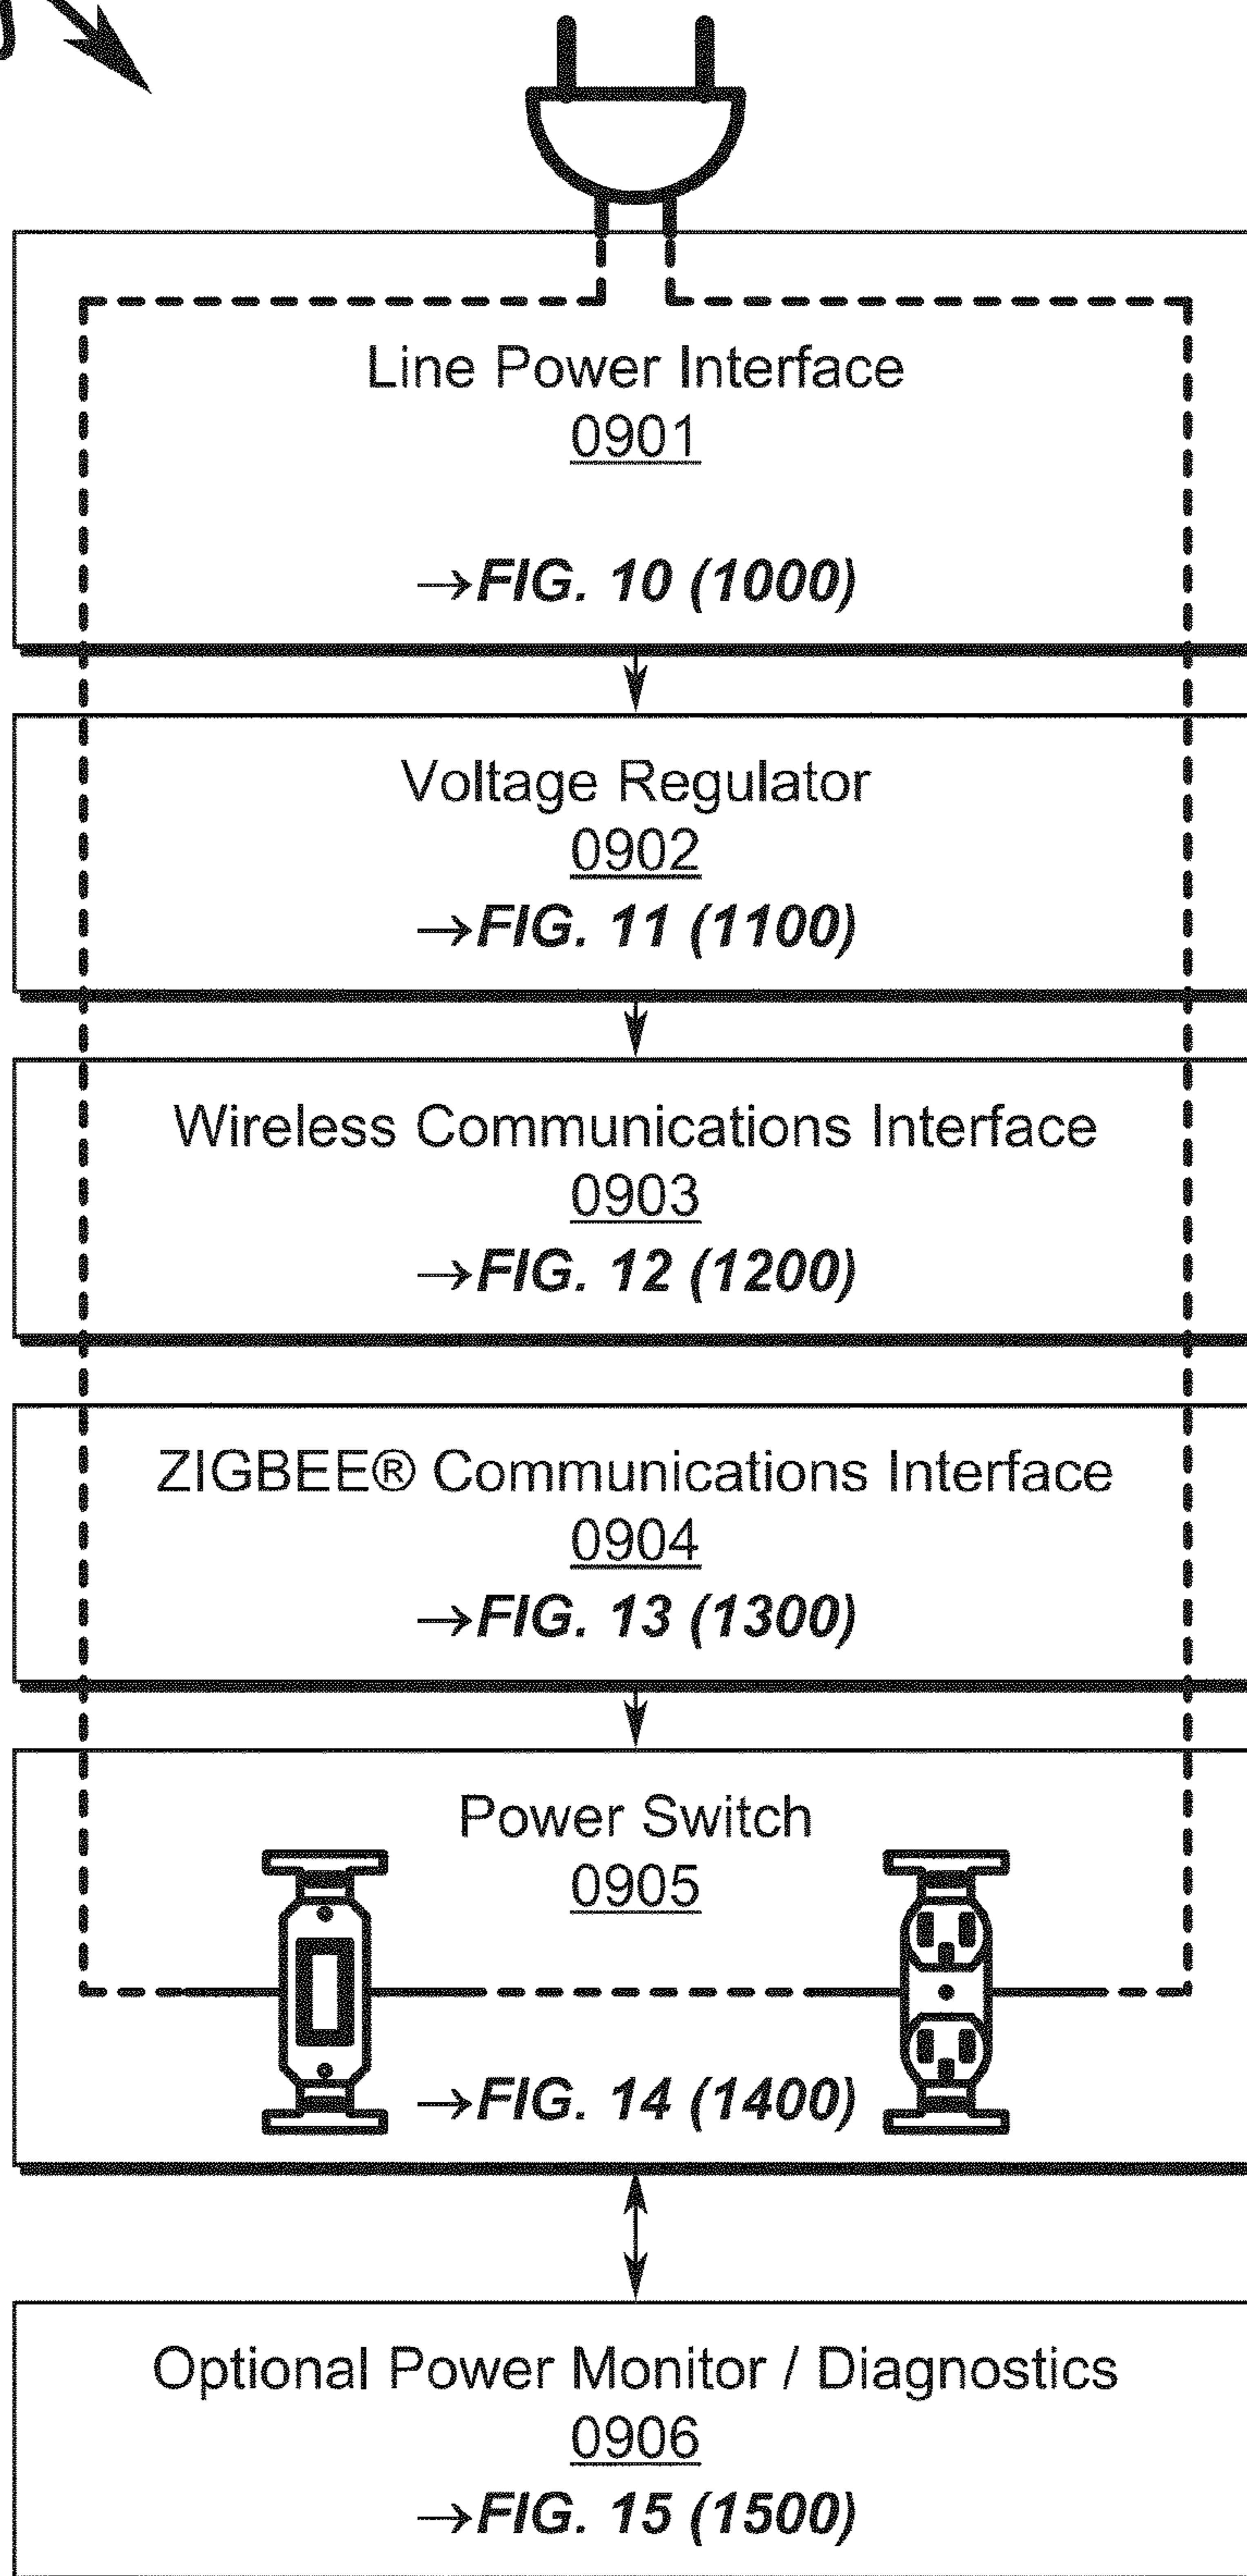 Line Power Interface
0901
→FIG. 10 (1000)
Voltage Regulator
0902
→FIG. 11 (1100)
Wireless Communications Interface
0903
→FIG. 12 (1200)
ZIGBEE® Communications Interface
0904
→FIG. 13 (1300)
Power Switch
0905
→FIG. 14 (1400)
Optional Power Monitor / Diagnostics
0906
→FIG. 15 (1500)